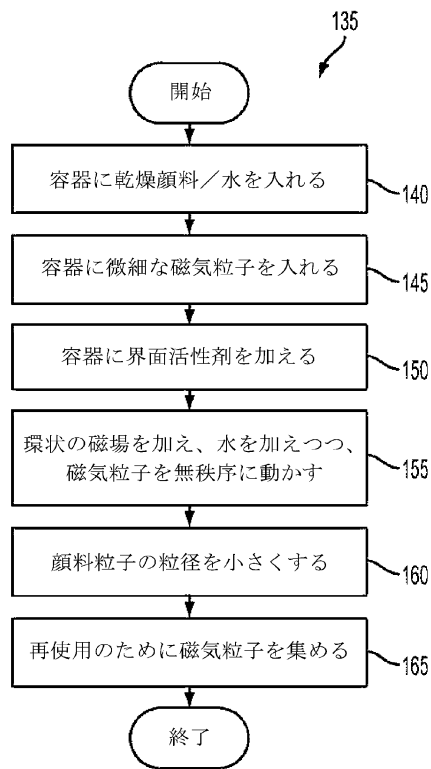 135
開始
容器に乾燥顔料／水を入れる
140
容器に微細な磁気粒子を入れる
145
容器に界面活性剤を加える
150
環状の磁場を加え、水を加えつつ、
磁気粒子を無秩序に動かす
155
顔料粒子の粒径を小さくする
160
再使用のために磁気粒子を集める
165
終了